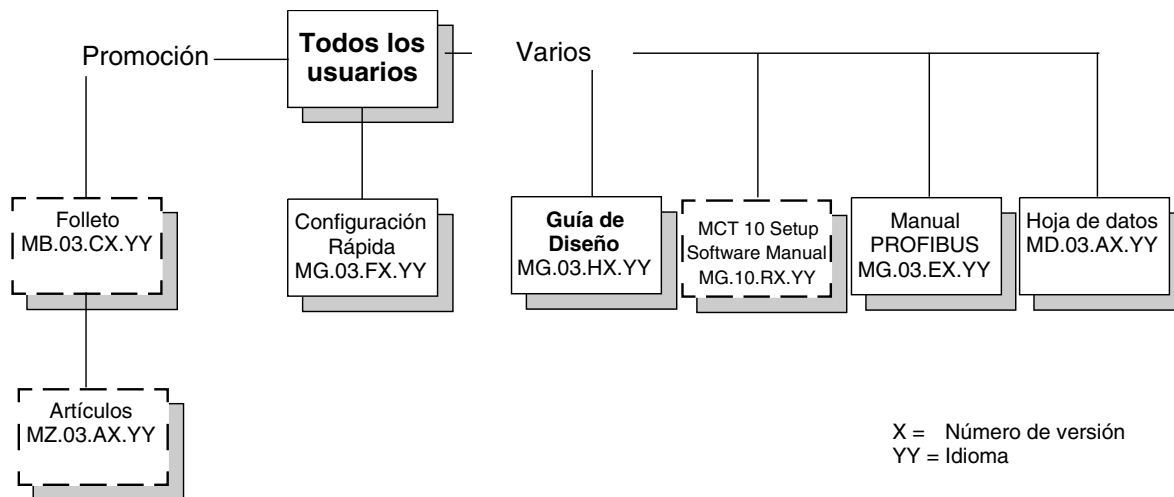 Promoción
Todos los
usuarios
Varios
Folleto
MB.03.CX.YY
Configuración
Rápida
MG.03.FX.YY
Guía de
Diseño
MG.03.HX.YY
MCT 10 Setup
Software Manual
MG.10.RX.YY
Manual
PROFIBUS
MG.03.EX.YY
Hoja de datos
MD.03.AX.YY
Artículos
MZ.03.AX.YY
X = Número de versión
YY = Idioma